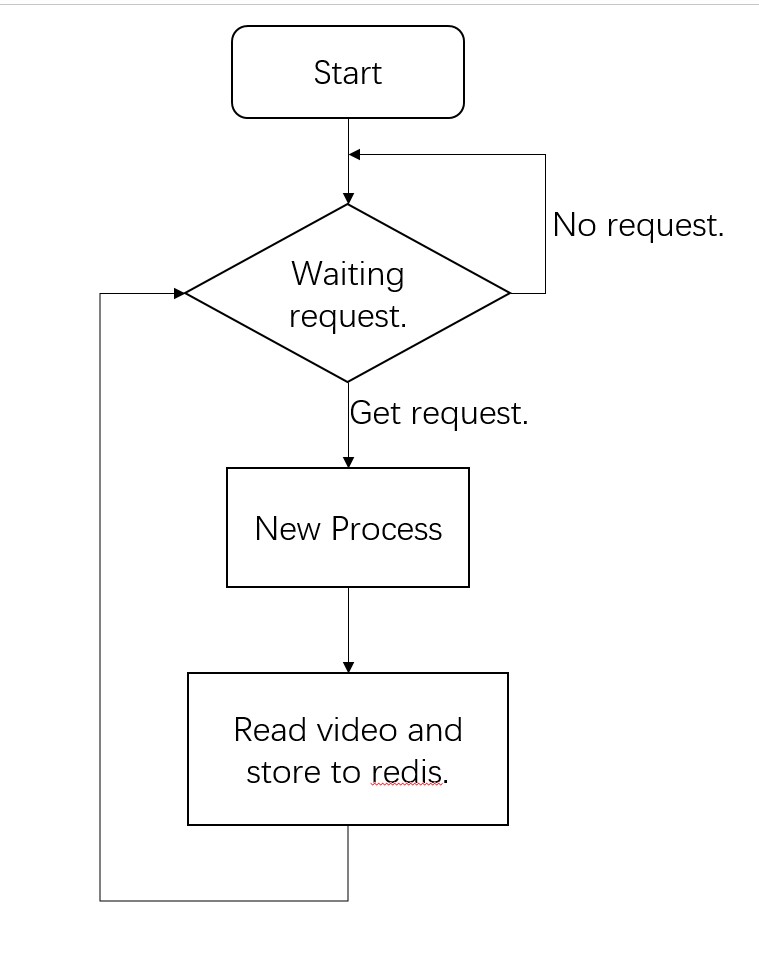 Start
No request.
Waiting
request.
Get request.
New Process
Read video and
store to redis.